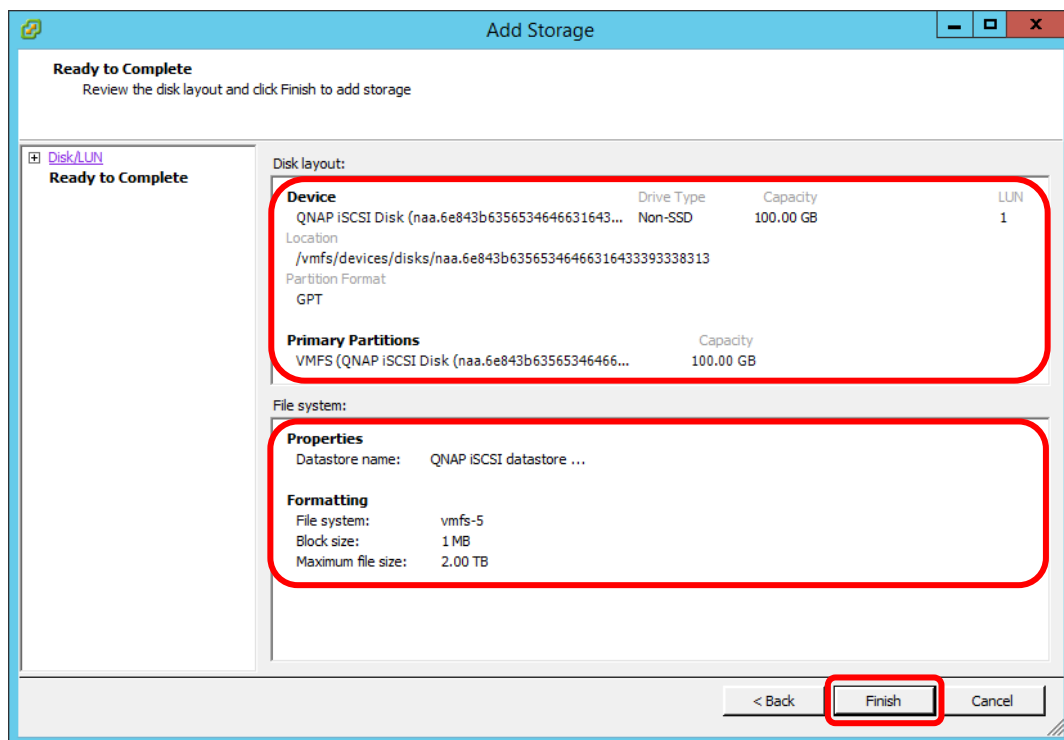 Add Storage
Ready to Complete
Review the disk layout and click Finish to add storage
Disk/LUN
Ready to Complete
Disk layout:
Device Drive Type Capacity LUN
QNAP iSCSI Disk (naa.6e843b6356534646631643... Non-SSD 100.00 GB 1
Location
/vmfs/devices/disks/naa.6e843b63565346466316433393338313
Partition Format
GPT
Primary Partitions Capacity
VMFS (QNAP iSCSI Disk (naa.6e843b63565346466... 100.00 GB
File system:
Properties
Datastore name: QNAP iSCSI datastore ...
Formatting
File system: vmfs-5
Block size: 1 MB
Maximum file size: 2.00 TB
< Back Finish Cancel